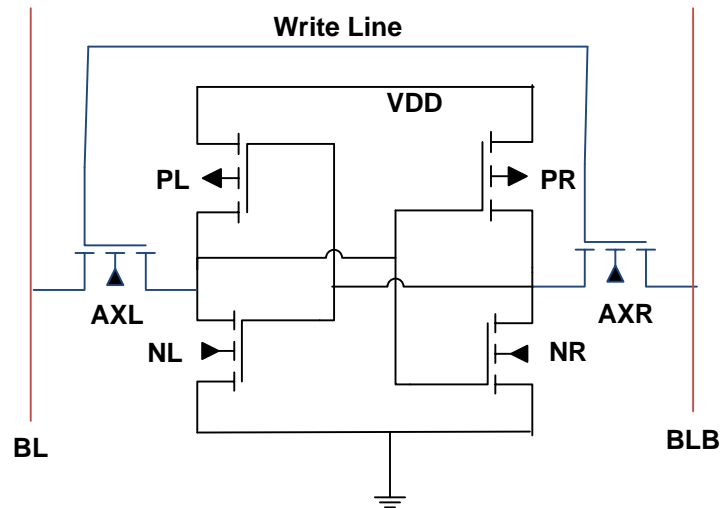 Write Line
VDD
PL
PR
AXL
AXR
NL
NR
BL
BLB